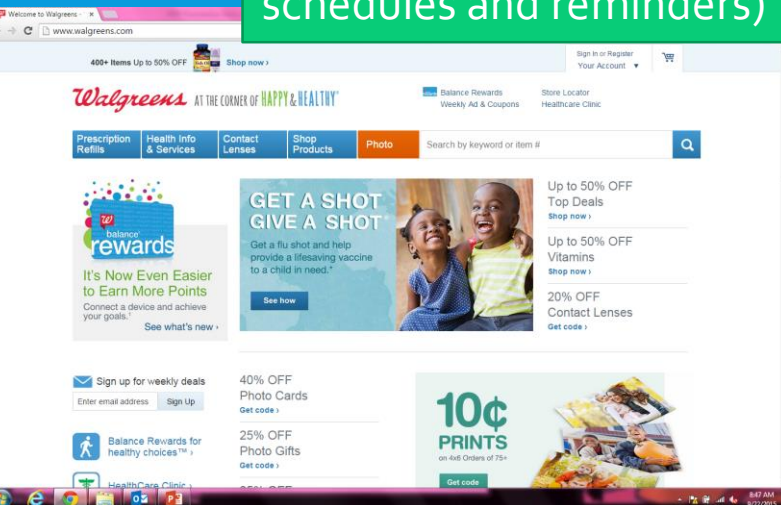 schedules and reminders)
Welcome to Walgreens -
www.walgreens.com
400+ Items Up to 50% OFF
Shop now ›
Sign In or Register
Your Account ▼
Walgreens AT THE CORNER OF HAPPY & HEALTHY®
Balance Rewards
Weekly Ad & Coupons
Store Locator
Healthcare Clinic
Prescription
Refills
Health Info
& Services
Contact
Lenses
Shop
Products
Photo
Search by keyword or item #
W
balance
rewards
It's Now Even Easier
to Earn More Points
Connect a device and achieve
your goals.
See what's new ›
GET A SHOT
GIVE A SHOT
Get a flu shot and help
provide a lifesaving vaccine
to a child in need.*
See how
Up to 50% OFF
Top Deals
Shop now ›
Up to 50% OFF
Vitamins
Shop now ›
20% OFF
Contact Lenses
Get code ›
Sign up for weekly deals
Enter email address
Sign Up
Balance Rewards for
healthy choices™ ›
HealthCare Clinic ›
40% OFF
Photo Cards
Get code ›
25% OFF
Photo Gifts
Get code ›
10¢
PRINTS
on 4x6 Orders of 75+
Get code
8:47 AM
9/22/2015